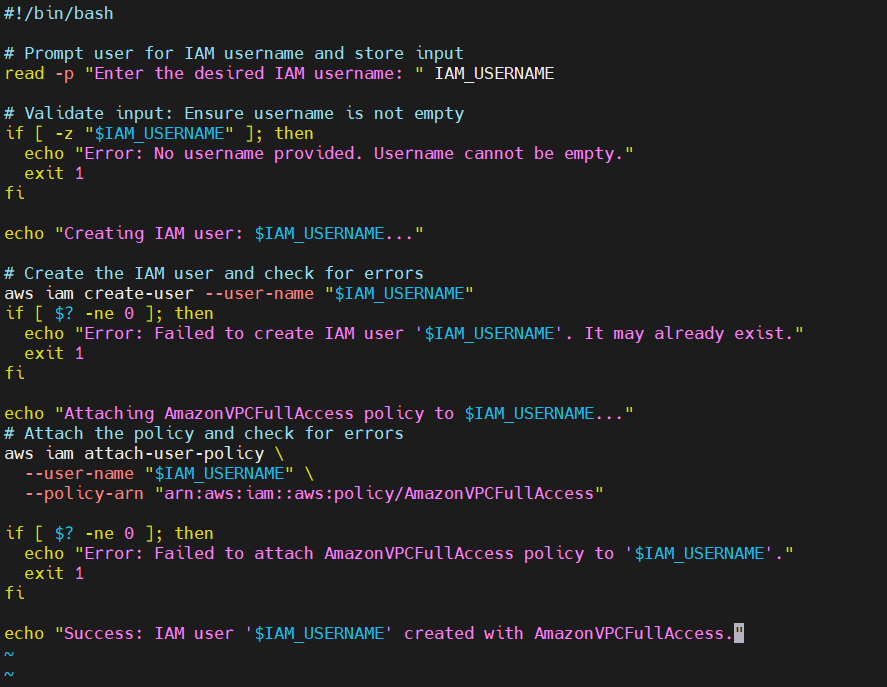 #!/bin/bash

# Prompt user for IAM username and store input
read -p "Enter the desired IAM username: " IAM_USERNAME

# Validate input: Ensure username is not empty
if [ -z "$IAM_USERNAME" ]; then
  echo "Error: No username provided. Username cannot be empty."
  exit 1
fi

echo "Creating IAM user: $IAM_USERNAME..."

# Create the IAM user and check for errors
aws iam create-user --user-name "$IAM_USERNAME"
if [ $? -ne 0 ]; then
  echo "Error: Failed to create IAM user '$IAM_USERNAME'. It may already exist."
  exit 1
fi

echo "Attaching AmazonVPCFullAccess policy to $IAM_USERNAME..."
# Attach the policy and check for errors
aws iam attach-user-policy \
  --user-name "$IAM_USERNAME" \
  --policy-arn "arn:aws:iam::aws:policy/AmazonVPCFullAccess"

if [ $? -ne 0 ]; then
  echo "Error: Failed to attach AmazonVPCFullAccess policy to '$IAM_USERNAME'."
  exit 1
fi

echo "Success: IAM user '$IAM_USERNAME' created with AmazonVPCFullAccess."
~
~